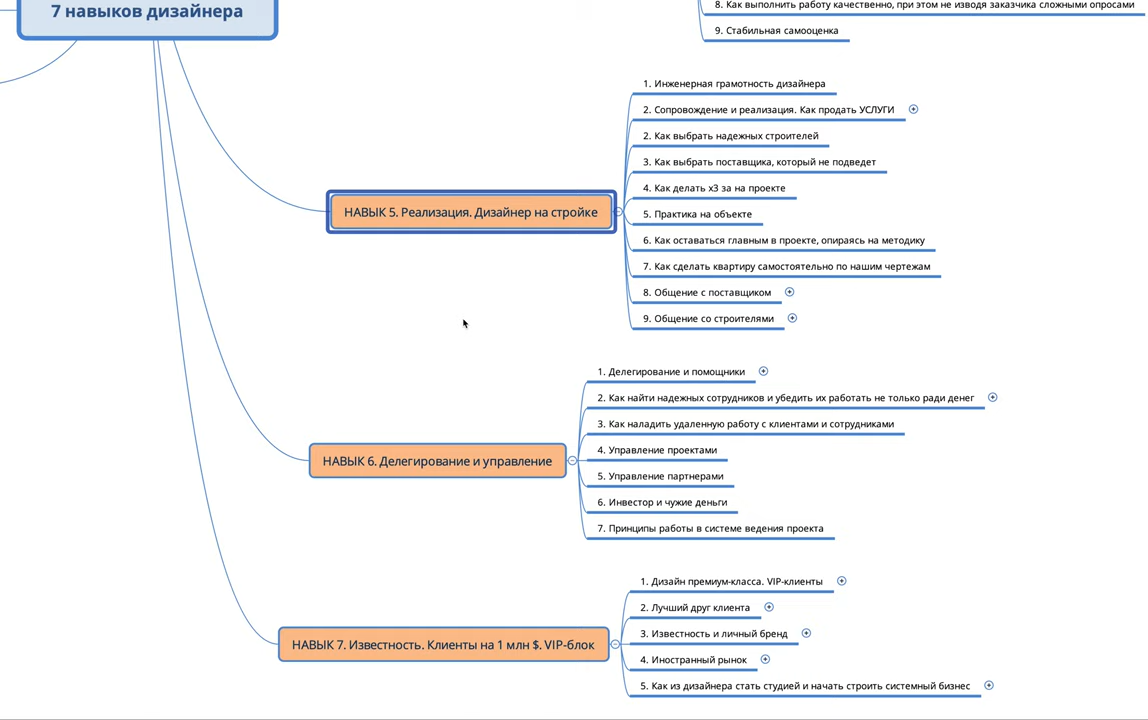 7 навыков дизайнера
8. Как выполнить работу качественно, при этом не изводя заказчика сложными опросами
9. Стабильная самооценка
НАВЫК 5. Реализация. Дизайнер на стройке
1. Инженерная грамотность дизайнера
2. Сопровождение и реализация. Как продать УСЛУГИ
2. Как выбрать надежных строителей
3. Как выбрать поставщика, который не подведет
4. Как делать х3 за на проекте
5. Практика на объекте
6. Как оставаться главным в проекте, опираясь на методику
7. Как сделать квартиру самостоятельно по нашим чертежам
8. Общение с поставщиком
9. Общение со строителями
НАВЫК 6. Делегирование и управление
1. Делегирование и помощники
2. Как найти надежных сотрудников и убедить их работать не только ради денег
3. Как наладить удаленную работу с клиентами и сотрудниками
4. Управление проектами
5. Управление партнерами
6. Инвестор и чужие деньги
7. Принципы работы в системе ведения проекта
НАВЫК 7. Известность. Клиенты на 1 млн $. VIP-блок
1. Дизайн премиум-класса. VIP-клиенты
2. Лучший друг клиента
3. Известность и личный бренд
4. Иностранный рынок
5. Как из дизайнера стать студией и начать строить системный бизнес